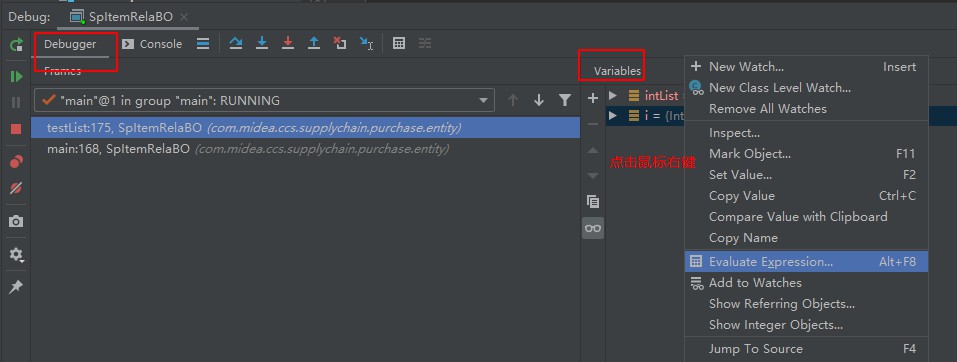 Debug: SpItemRelaBO
Debugger Console
Frames
"main"@1 in group "main": RUNNING
testList:175, SpItemRelaBO (com.midea.ccs.supplychain.purchase.entity)
main:168, SpItemRelaBO (com.midea.ccs.supplychain.purchase.entity)
Variables
intList =
i = {Int
点击鼠标右键
New Watch... Insert
New Class Level Watch...
Remove All Watches
Inspect...
Mark Object... F11
Set Value... F2
Copy Value Ctrl+C
Compare Value with Clipboard
Copy Name
Evaluate Expression... Alt+F8
Add to Watches
Show Referring Objects...
Show Integer Objects...
Jump To Source F4